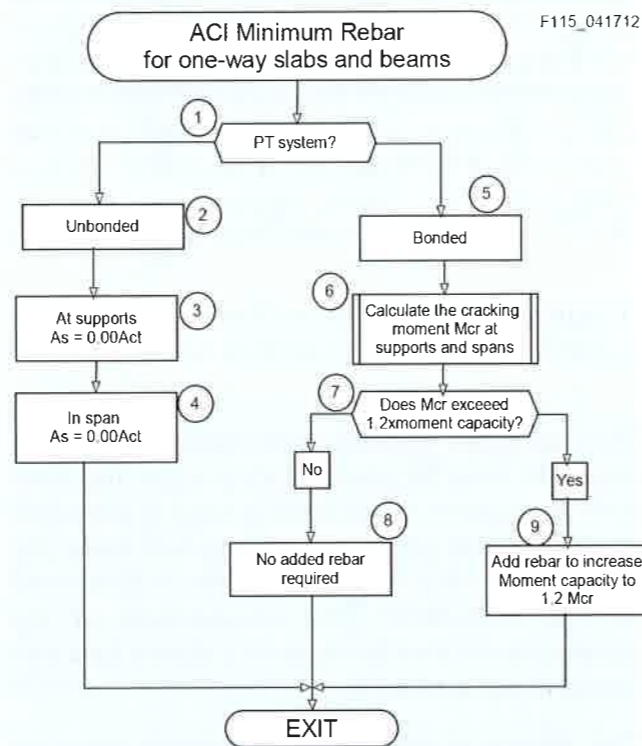 F115_041712
ACI Minimum Rebar
for one-way slabs and beams
1
PT system?
2
Unbonded
3
At supports
As = 0,00Act
4
In span
As = 0,00Act
5
Bonded
6
Calculate the cracking
moment Mcr at
supports and spans
7
Does Mcr exceeed
1,2xmoment capacity?
No
Yes
8
No added rebar
required
9
Add rebar to increase
Moment capacity to
1,2 Mcr
EXIT